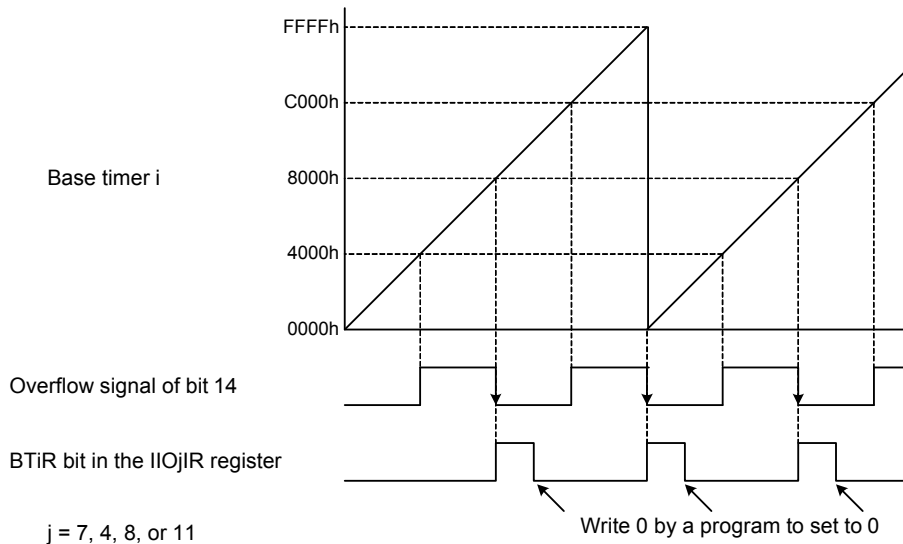 FFFFh
C000h
Base timer i
8000h
4000h
0000h
Overflow signal of bit 14
BTiR bit in the IIOjIR register
Write 0 by a program to set to 0
j = 7, 4, 8, or 11